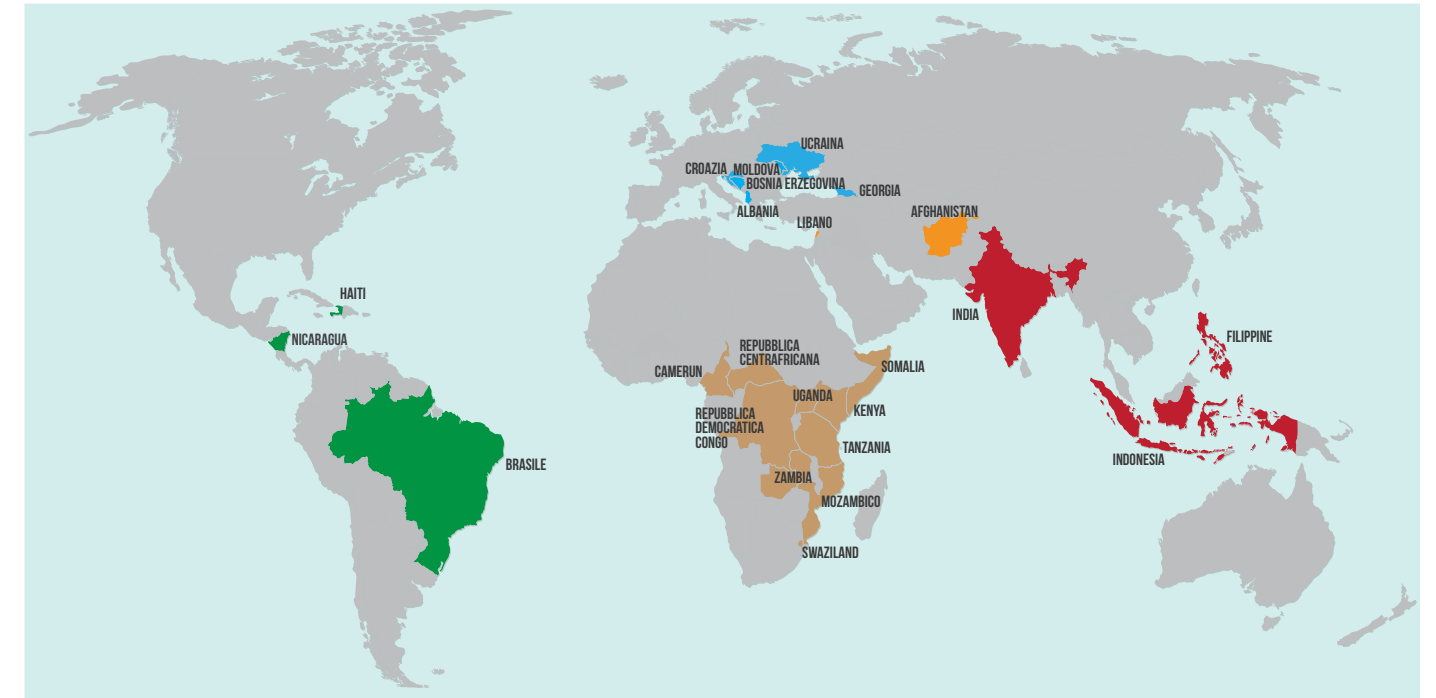 UCRAINA
CROAZIA
MOLDOVA
BOSNIA ERZEGOVINA
GEORGIA
ALBANIA
AFGHANISTAN
LIBANO
HAITI
INDIA
NICARAGUA
FILIPPINE
REPUBBLICA
CENTRAFRICANA
CAMERUN
SOMALIA
UGANDA
KENYA
REPUBBLICA
DEMOCRATICA
CONGO
TANZANIA
BRASILE
INDONESIA
ZAMBIA
MOZAMBICO
SWAZILAND